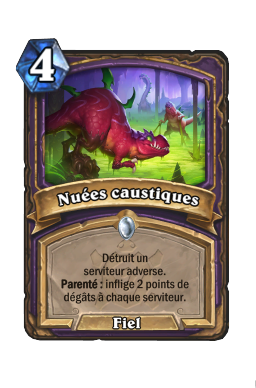 4
Nuées caustiques
Détruit un
serviteur adverse.
Parenté : inflige 2 points de
dégâts à chaque serviteur.
Fiel